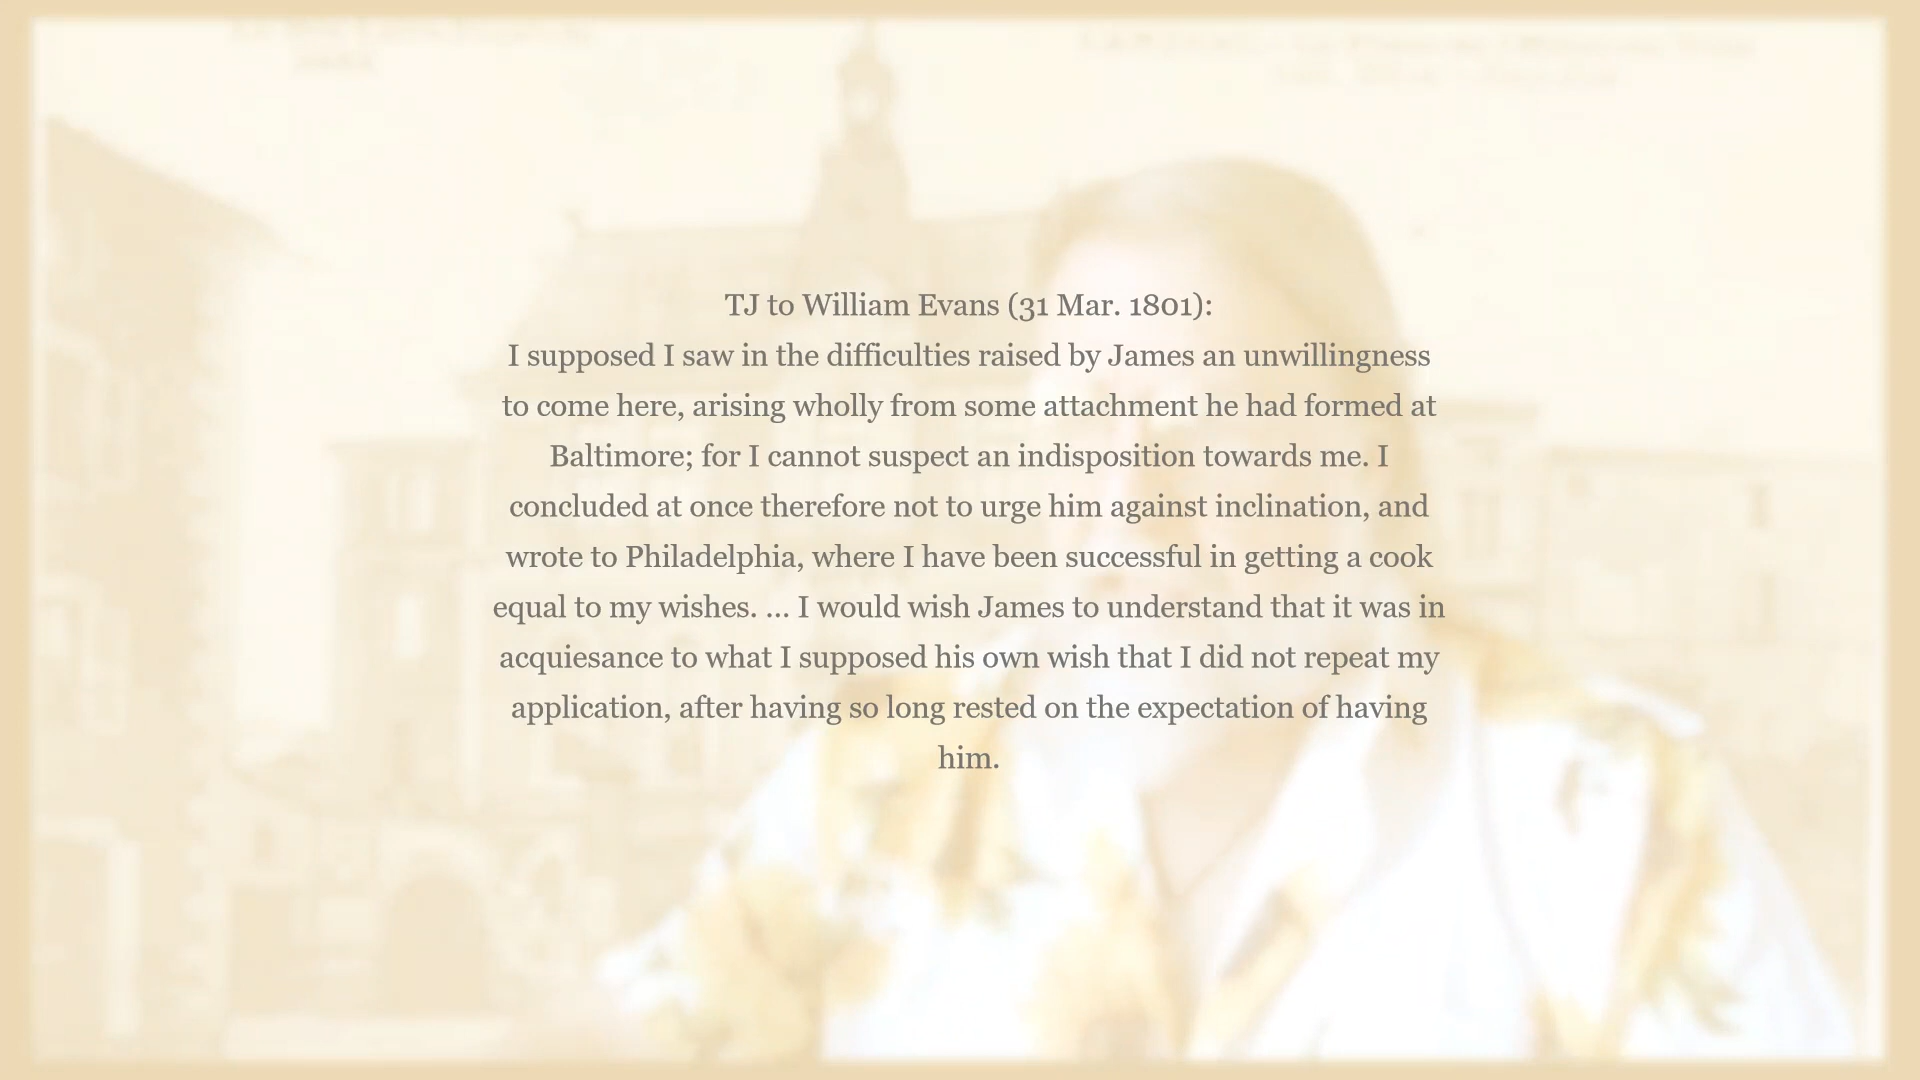 TJ to William Evans (31 Mar. 1801):
I supposed I saw in the difficulties raised by James an unwillingness
to come here, arising wholly from some attachment he had formed at
Baltimore; for I cannot suspect an indisposition towards me. I
concluded at once therefore not to urge him against inclination, and
wrote to Philadelphia, where I have been successful in getting a cook
equal to my wishes. ... I would wish James to understand that it was in
acquiesance to what I supposed his own wish that I did not repeat my
application, after having so long rested on the expectation of having
him.